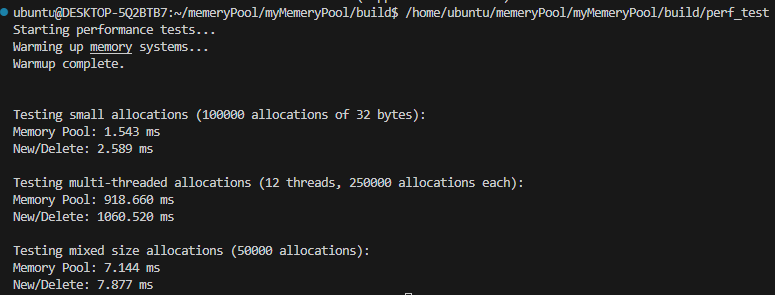 ubuntu@DESKTOP-5Q2BTB7:~/memeryPool/myMemeryPool/build$ /home/ubuntu/memeryPool/myMemeryPool/build/perf_test
Starting performance tests...
Warming up memory systems...
Warmup complete.
Testing small allocations (100000 allocations of 32 bytes):
Memory Pool: 1.543 ms
New/Delete: 2.589 ms
Testing multi-threaded allocations (12 threads, 250000 allocations each):
Memory Pool: 918.660 ms
New/Delete: 1060.520 ms
Testing mixed size allocations (50000 allocations):
Memory Pool: 7.144 ms
New/Delete: 7.877 ms